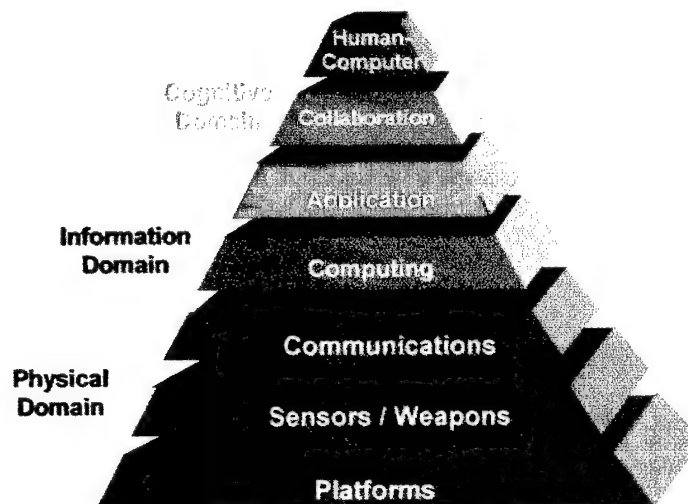 Human-
Computer
Cognitive
Domain
Collaboration
Application
Information
Domain
Computing
Communications
Physical
Domain
Sensors / Weapons
Platforms